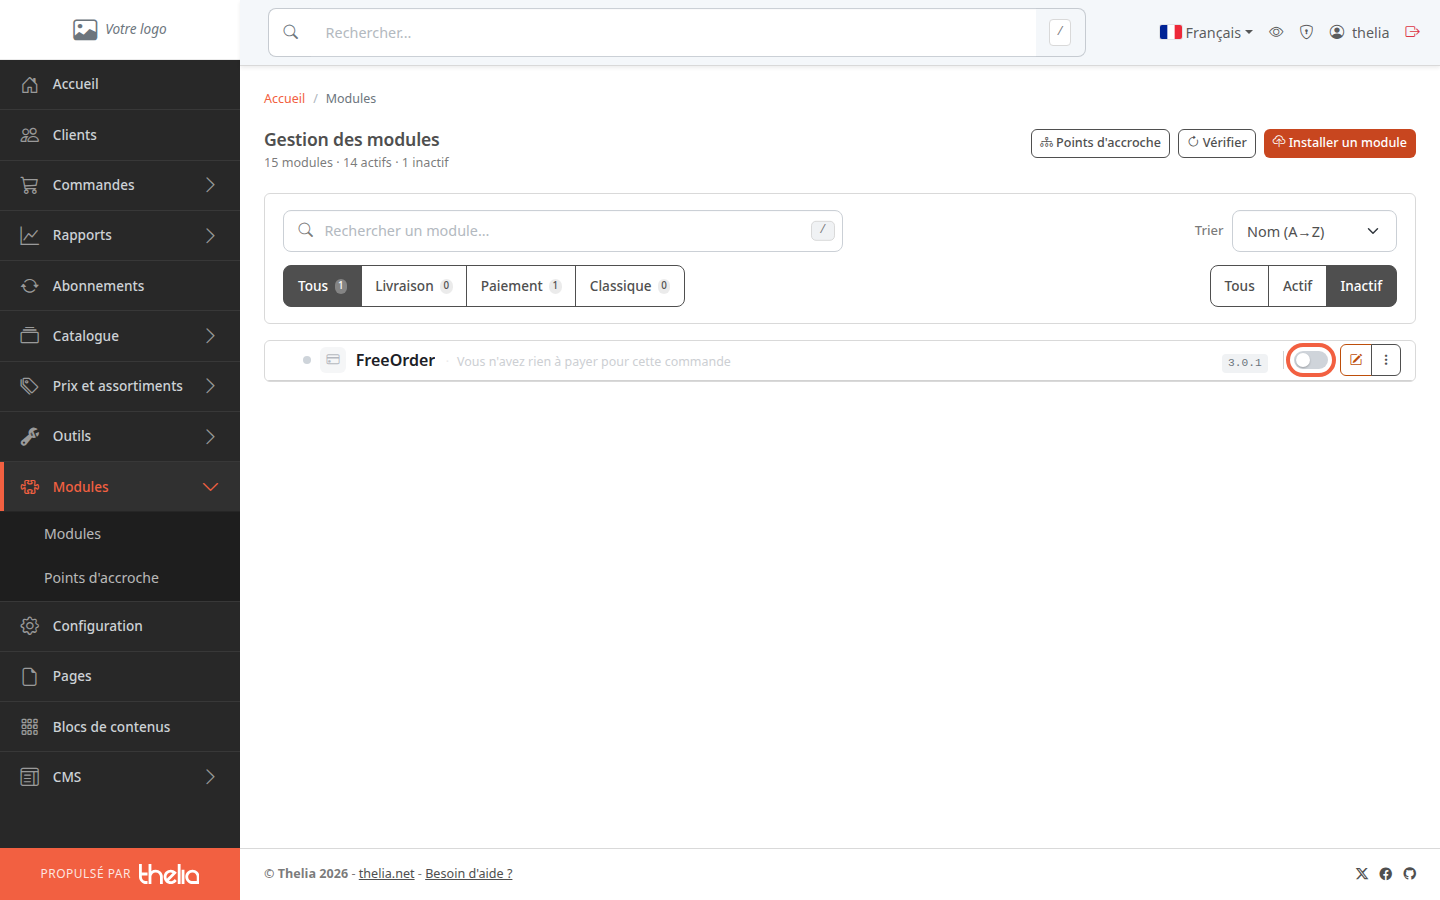 Votre logo
Rechercher...
/
Français
thelia
Accueil
Clients
Commandes
Rapports
Abonnements
Catalogue
Prix et assortiments
Outils
Modules
Modules
Points d'accroche
Configuration
Pages
Blocs de contenus
CMS
PROPULSÉ PAR thelia
Accueil / Modules
Gestion des modules
15 modules · 14 actifs · 1 inactif
Points d'accroche
Vérifier
Installer un module
Rechercher un module...
/
Trier
Nom (A→Z)
Tous 1
Livraison 0
Paiement 1
Classique 0
Tous
Actif
Inactif
FreeOrder · Vous n'avez rien à payer pour cette commande
3.0.1
© Thelia 2026 - thelia.net - Besoin d'aide ?